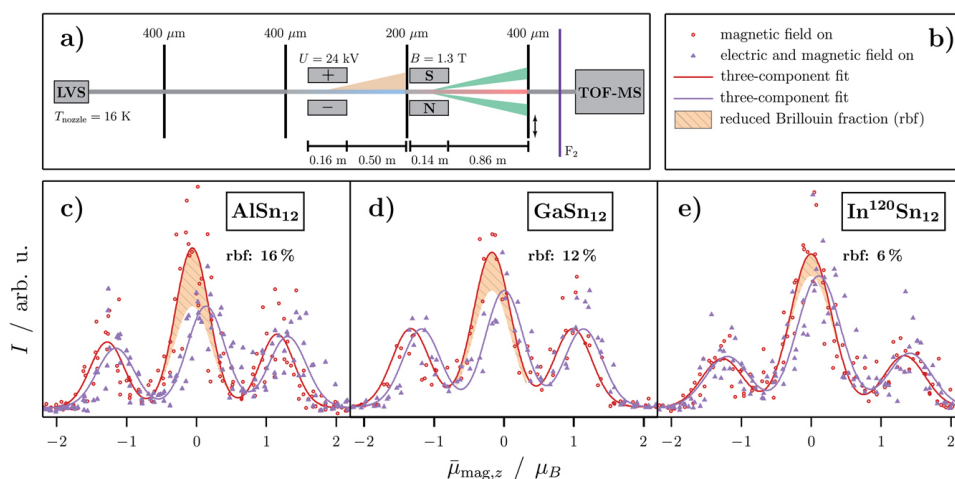 a)
400 μm
400 μm
200 μm
400 μm
U = 24 kV
B = 1.3 T
LVS
T_nozzle = 16 K
+
−
S
N
TOF-MS
F₂
0.16 m
0.50 m
0.14 m
0.86 m
b)
magnetic field on
electric and magnetic field on
three-component fit
three-component fit
reduced Brillouin fraction (rbf)
c)
AlSn₁₂
rbf: 16 %
d)
GaSn₁₂
rbf: 12 %
e)
In¹²⁰Sn₁₂
rbf: 6 %
I / arb. u.
−2 −1 0 1 2
−2 −1 0 1 2
−2 −1 0 1 2
μ̄_mag,z / μ_B